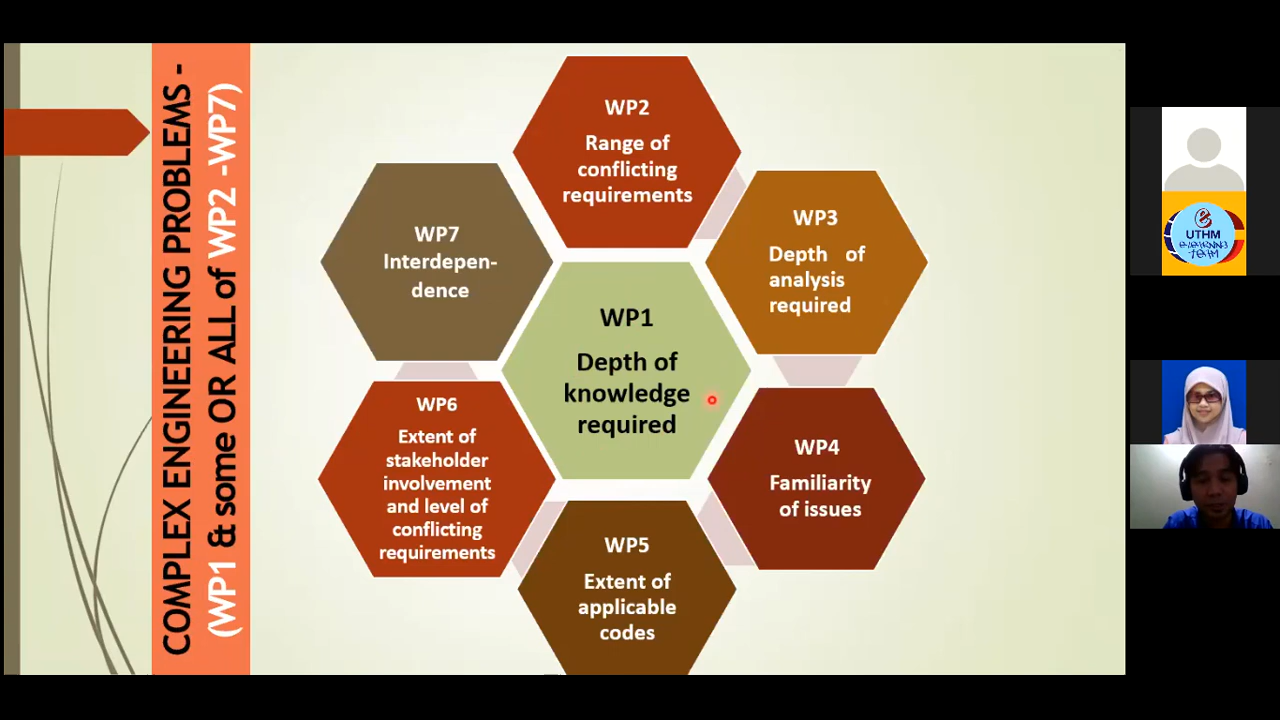 COMPLEX ENGINEERING PROBLEMS -
(WP1 & some OR ALL of WP2 -WP7)
WP2
Range of
conflicting
requirements
WP3
Depth of
analysis
required
WP4
Familiarity
of issues
WP5
Extent of
applicable
codes
WP6
Extent of
stakeholder
involvement
and level of
conflicting
requirements
WP7
Interdepen-
dence
WP1
Depth of
knowledge
required
e
UTHM
eLearning
TEAM